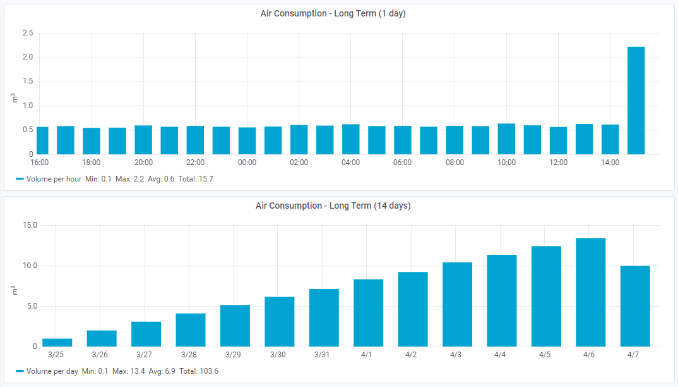 Air Consumption - Long Term (1 day)
2.5
2.0
1.5
1.0
0.5
0
m³
16:00 18:00 20:00 22:00 00:00 02:00 04:00 06:00 08:00 10:00 12:00 14:00
Volume per hour Min: 0.1 Max: 2.2 Avg: 0.6 Total: 15.7
Air Consumption - Long Term (14 days)
15.0
10.0
5.0
0
m³
3/25 3/26 3/27 3/28 3/29 3/30 3/31 4/1 4/2 4/3 4/4 4/5 4/6 4/7
Volume per day Min: 0.1 Max: 13.4 Avg: 6.9 Total: 103.6